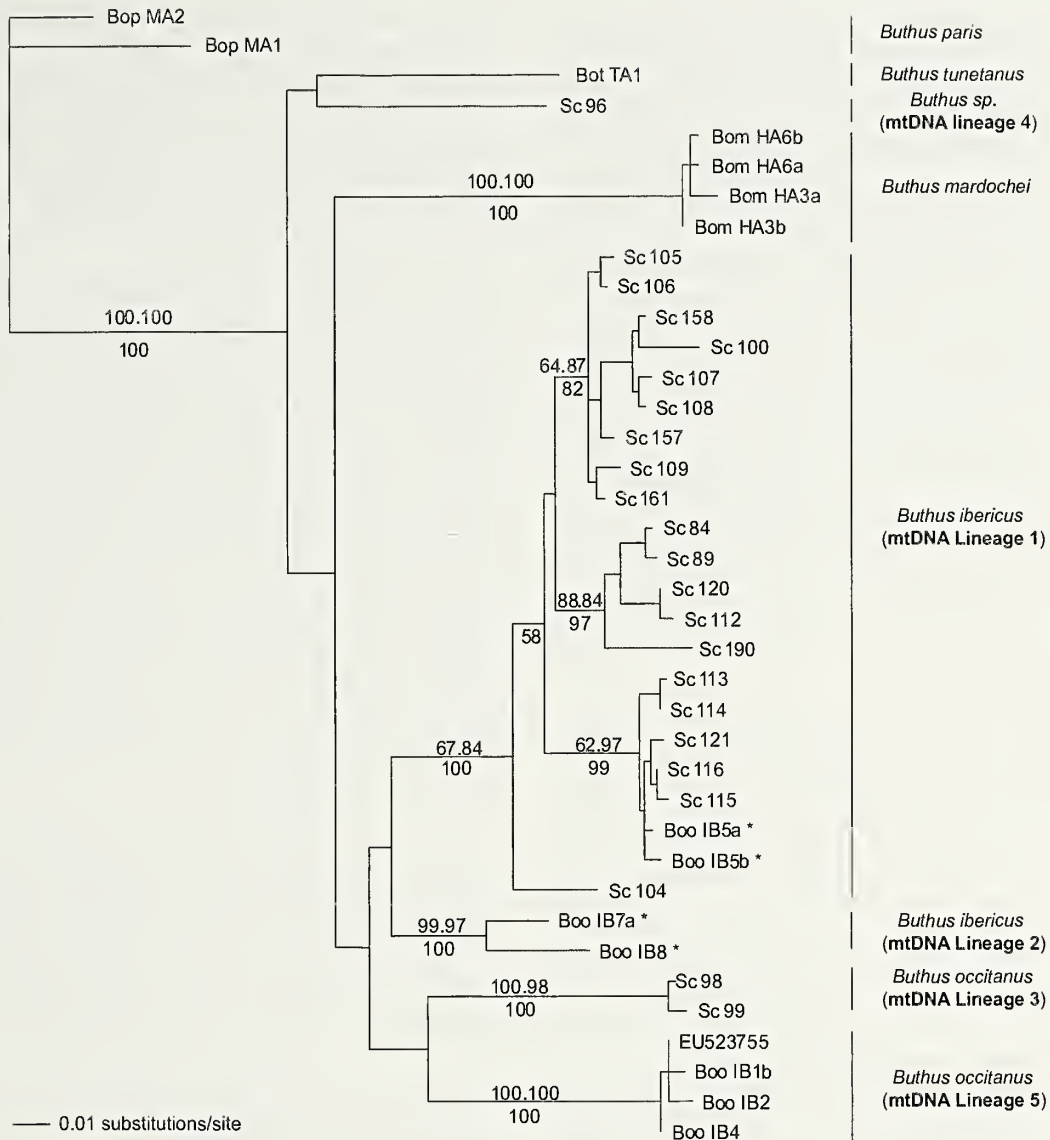 Bop MA2
Bop MA1
Buthus paris
Bot TA1
Buthus tunetanus
Sc 96
Buthus sp.
(mtDNA lineage 4)
Bom HA6b
Bom HA6a
100.100
100
Bom HA3a
Bom HA3b
Buthus mardochei
Sc 105
Sc 106
100.100
100
Sc 158
Sc 100
64.87
82
Sc 107
Sc 108
Sc 157
Sc 109
Sc 161
Buthus ibericus
(mtDNA Lineage 1)
Sc 84
Sc 89
88.84
97
Sc 120
Sc 112
58
Sc 190
Sc 113
Sc 114
67.84
100
62.97
99
Sc 121
Sc 116
Sc 115
Boo IB5a *
Boo IB5b *
Sc 104
99.97
100
Boo IB7a *
Boo IB8 *
Buthus ibericus
(mtDNA Lineage 2)
100.98
100
Sc 98
Sc 99
Buthus occitanus
(mtDNA Lineage 3)
EU523755
Boo IB1b
100.100
100
Boo IB2
Boo IB4
Buthus occitanus
(mtDNA Lineage 5)
0.01 substitutions/site